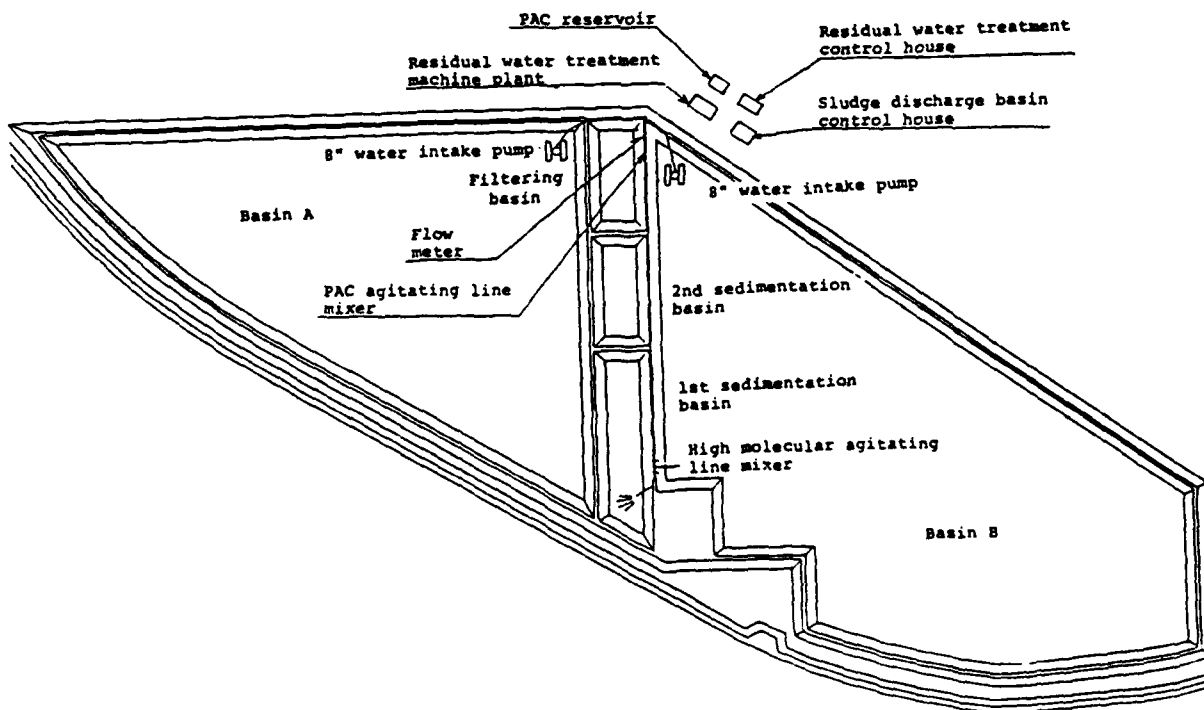 PAC reservoir
Residual water treatment
control house
Residual water treatment
machine plant
Sludge discharge basin
control house
8" water intake pump
Filtering
basin
8" water intake pump
Basin A
Flow
meter
PAC agitating line
mixer
2nd sedimentation
basin
1st sedimentation
basin
High molecular agitating
line mixer
Basin B